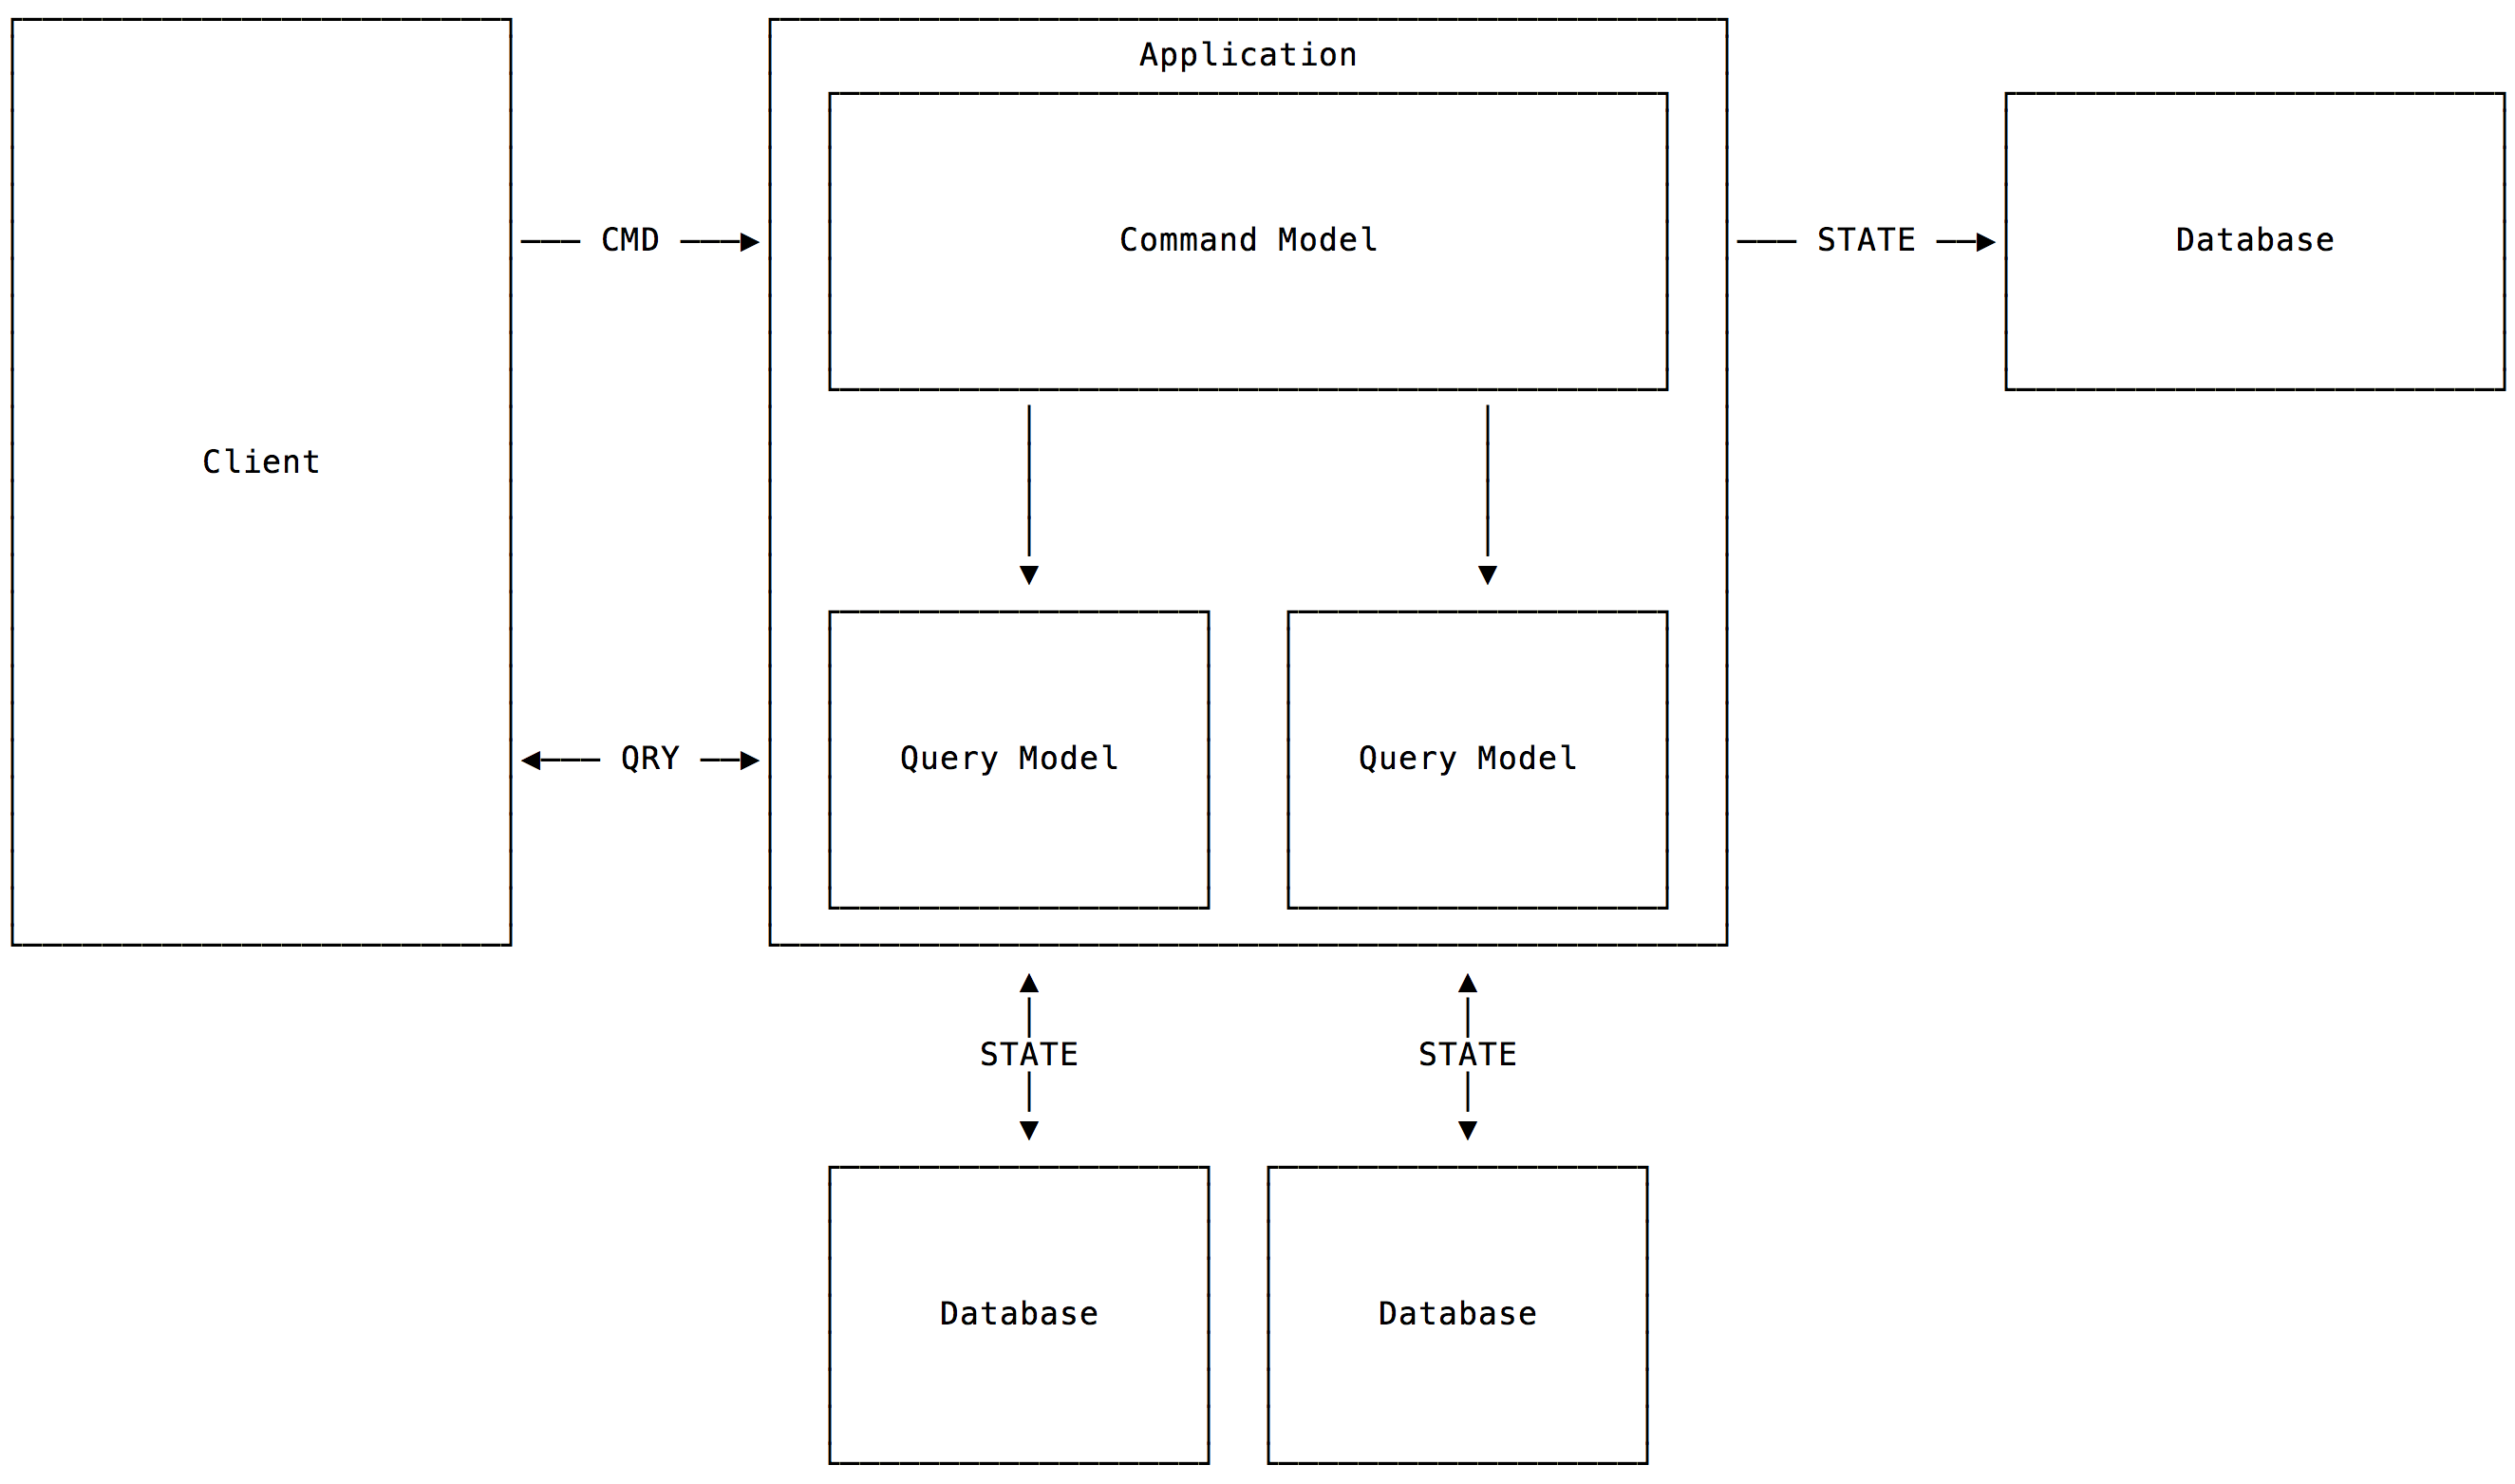 Application
CMD
Command Model
STATE
Database
Client
QRY
Query Model
Query Model
STATE
STATE
Database
Database